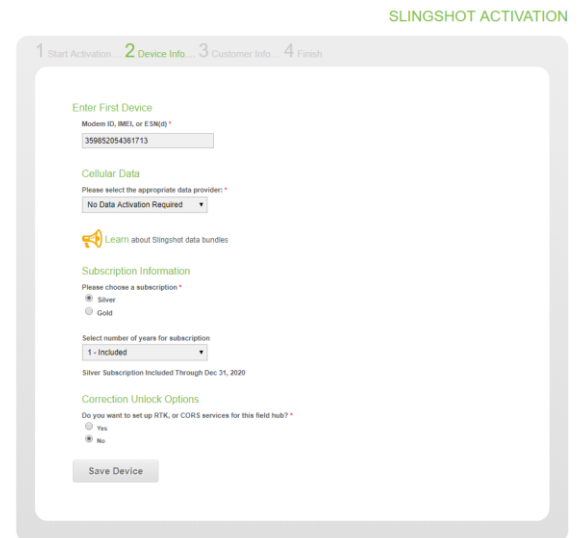 SLINGSHOT ACTIVATION
1 Start Activation... 2 Device Info... 3 Customer Info... 4 Finish
Enter First Device
Modem ID, IMEI, or ESN(d) *
359852054361713
Cellular Data
Please select the appropriate data provider: *
No Data Activation Required
Learn about Slingshot data bundles
Subscription Information
Please choose a subscription *
Silver
Gold
Select number of years for subscription
1 - Included
Silver Subscription Included Through Dec 31, 2020
Correction Unlock Options
Do you want to set up RTK, or CORS services for this field hub? *
Yes
No
Save Device